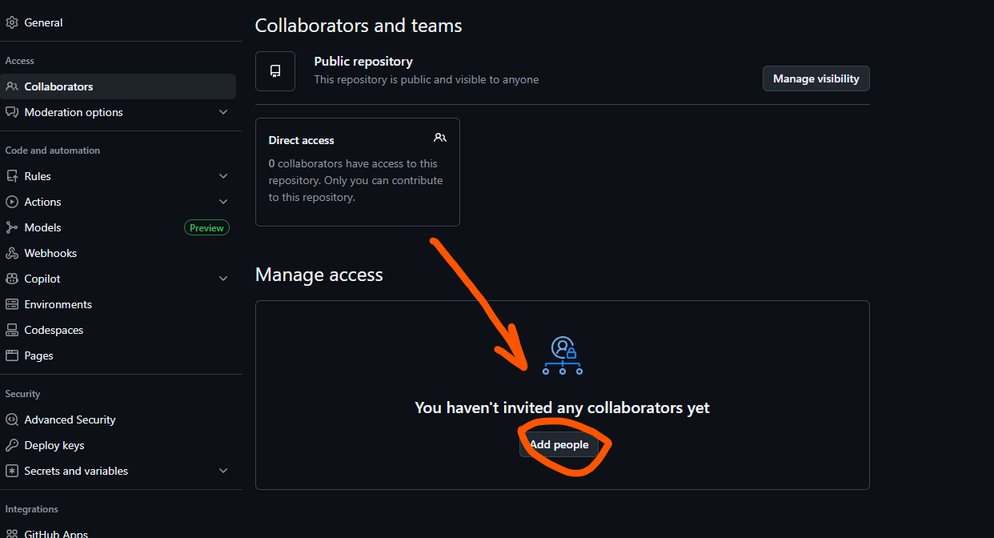 General
Access
Collaborators
Moderation options
Code and automation
Rules
Actions
Models Preview
Webhooks
Copilot
Environments
Codespaces
Pages
Security
Advanced Security
Deploy keys
Secrets and variables
Integrations
GitHub Apps
Collaborators and teams
Public repository
This repository is public and visible to anyone
Manage visibility
Direct access
0 collaborators have access to this
repository. Only you can contribute
to this repository.
Manage access
You haven't invited any collaborators yet
Add people